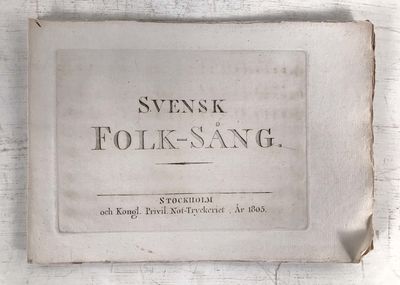 SVENSK
FOLK-SÅNG.
STOCKHOLM
och Kongl. Privil. Not-Tryckeriet, År 1805.